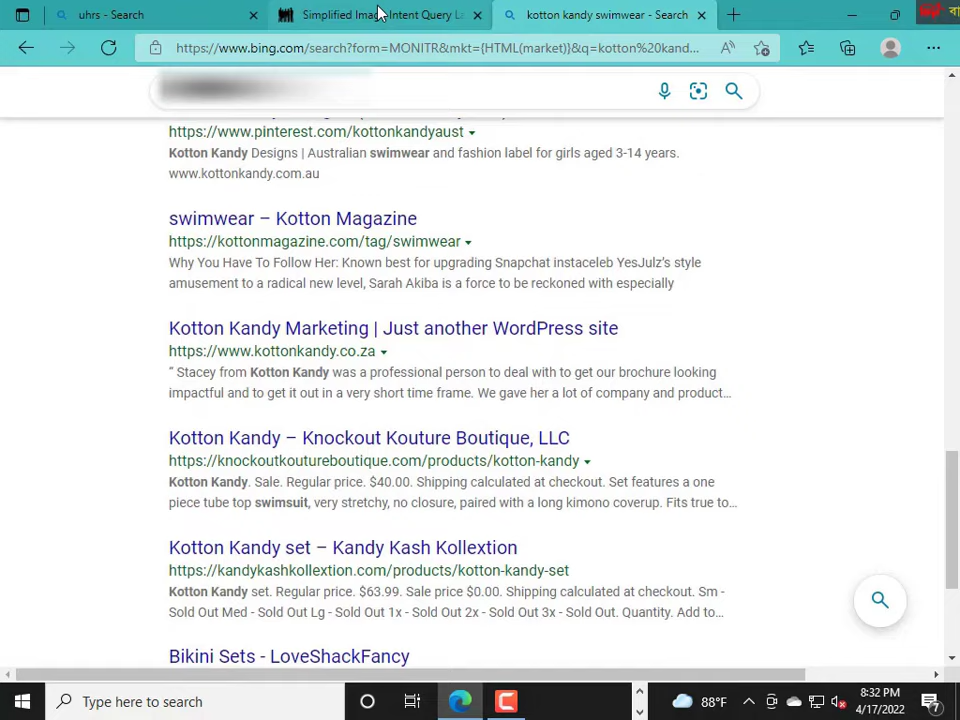 uhrs - Search
Simplified Image Intent Query La
kotton kandy swimwear - Search
https://www.bing.com/search?form=MONITR&mkt={HTML(market)}&q=kotton%20kand...
https://www.pinterest.com/kottonkandyaust
Kotton Kandy Designs | Australian swimwear and fashion label for girls aged 3-14 years.
www.kottonkandy.com.au
swimwear – Kotton Magazine
https://kottonmagazine.com/tag/swimwear
Why You Have To Follow Her: Known best for upgrading Snapchat instaceleb YesJulz's style
amusement to a radical new level, Sarah Akiba is a force to be reckoned with especially
Kotton Kandy Marketing | Just another WordPress site
https://www.kottonkandy.co.za
“ Stacey from Kotton Kandy was a professional person to deal with to get our brochure looking
impactful and to get it out in a very short time frame. We gave her a lot of company and product...
Kotton Kandy – Knockout Kouture Boutique, LLC
https://knockoutkoutureboutique.com/products/kotton-kandy
Kotton Kandy. Sale. Regular price. $40.00. Shipping calculated at checkout. Set features a one
piece tube top swimsuit, very stretchy, no closure, paired with a long kimono coverup. Fits true to...
Kotton Kandy set – Kandy Kash Kollextion
https://kandykashkollextion.com/products/kotton-kandy-set
Kotton Kandy set. Regular price. $63.99. Sale price $0.00. Shipping calculated at checkout. Sm -
Sold Out Med - Sold Out Lg - Sold Out 1x - Sold Out 2x - Sold Out 3x - Sold Out. Quantity. Add to...
Bikini Sets - LoveShackFancy
Type here to search
88°F
8:32 PM
4/17/2022
7